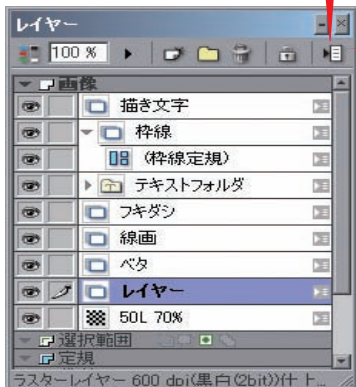 レイヤー
100 %
画像
描き文字
枠線
(枠線定規)
テキストフォルダ
フキダシ
線画
ベタ
レイヤー
50L 70%
選択範囲
定規
ラスターレイヤー 600 dpi(黒白(2bit))仕上..